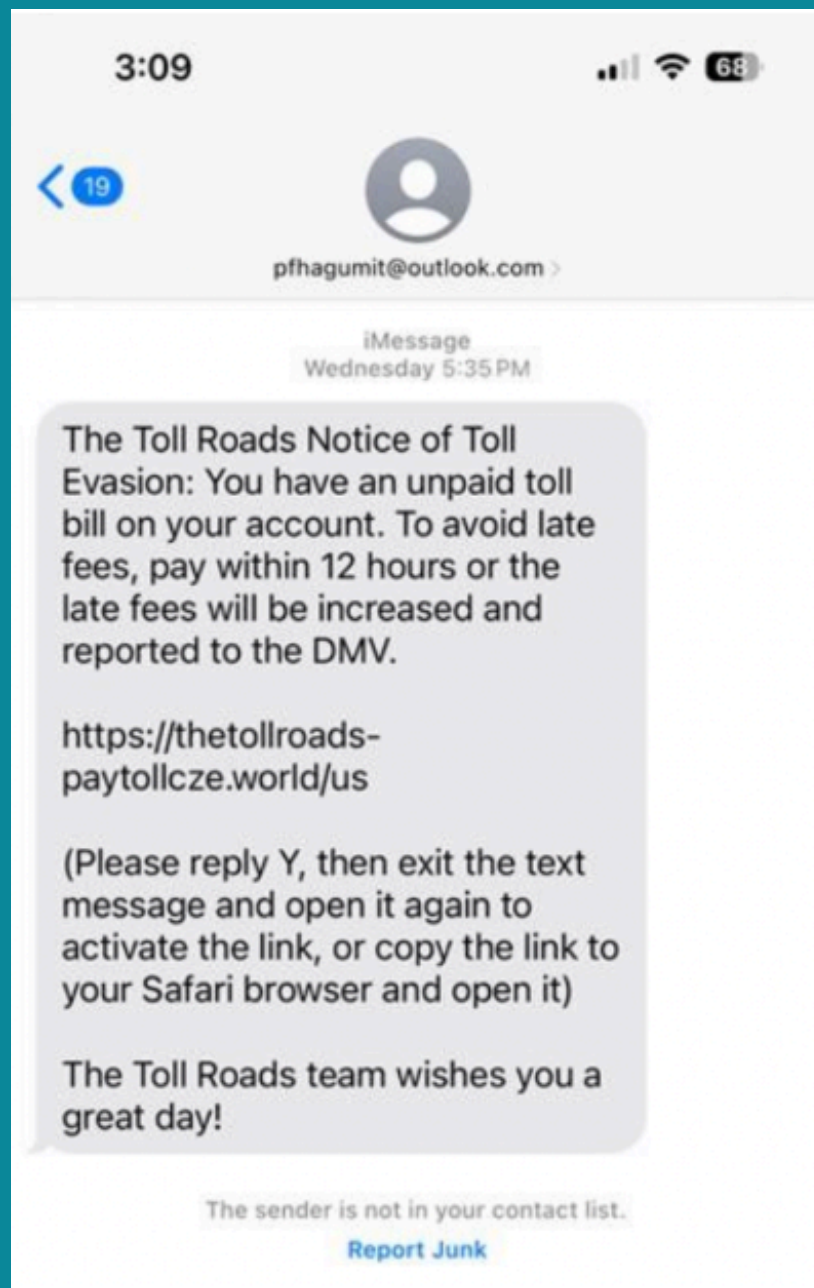 3:09
68
19
pfhagumit@outlook.com
iMessage
Wednesday 5:35 PM
The Toll Roads Notice of Toll
Evasion: You have an unpaid toll
bill on your account. To avoid late
fees, pay within 12 hours or the
late fees will be increased and
reported to the DMV.
https://thetollroads-
paytollcze.world/us
(Please reply Y, then exit the text
message and open it again to
activate the link, or copy the link to
your Safari browser and open it)
The Toll Roads team wishes you a
great day!
The sender is not in your contact list.
Report Junk